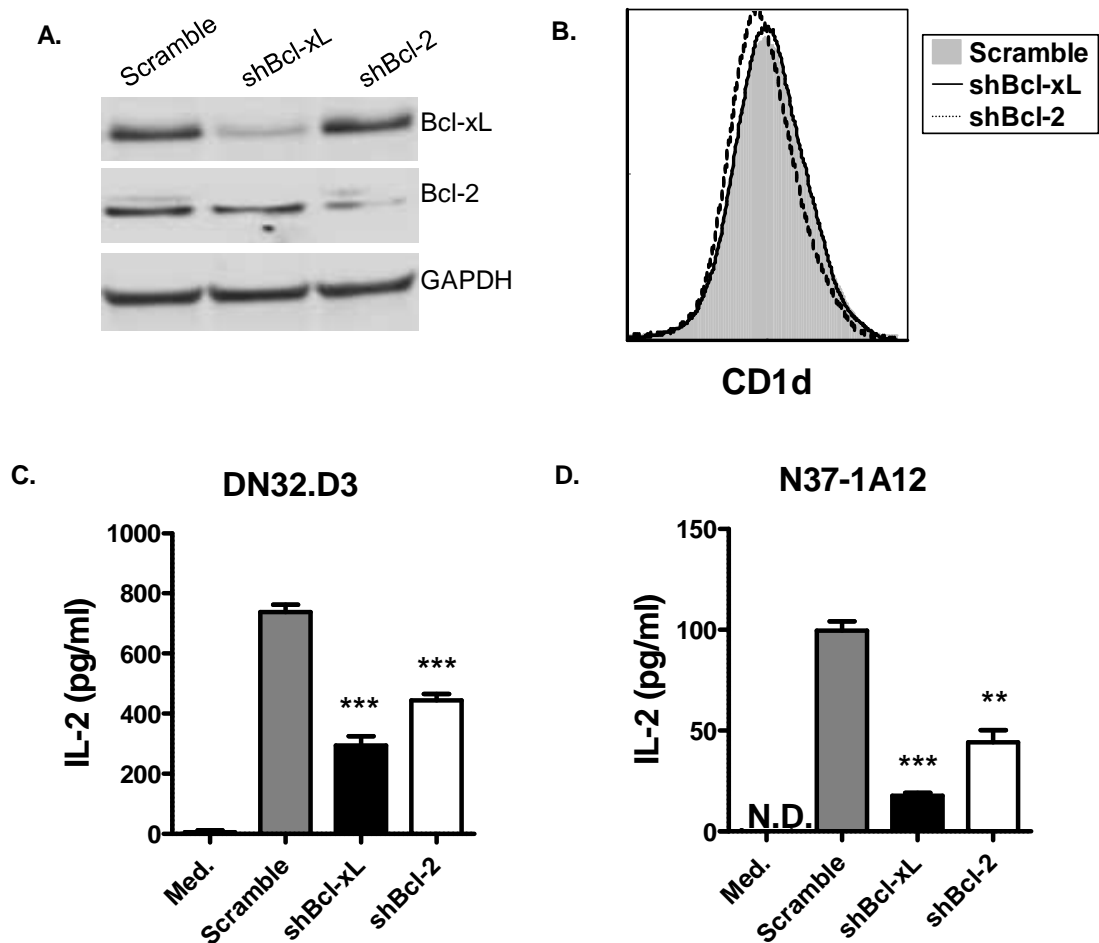 A.
Scramble
shBcl-xL
shBcl-2
Bcl-xL
Bcl-2
GAPDH
B.
Scramble
shBcl-xL
shBcl-2
CD1d
C.
DN32.D3
IL-2 (pg/ml)
1000
800
600
400
200
0
***
***
Med.
Scramble
shBcl-xL
shBcl-2
D.
N37-1A12
IL-2 (pg/ml)
150
100
50
0
N.D.
***
**
Med.
Scramble
shBcl-xL
shBcl-2